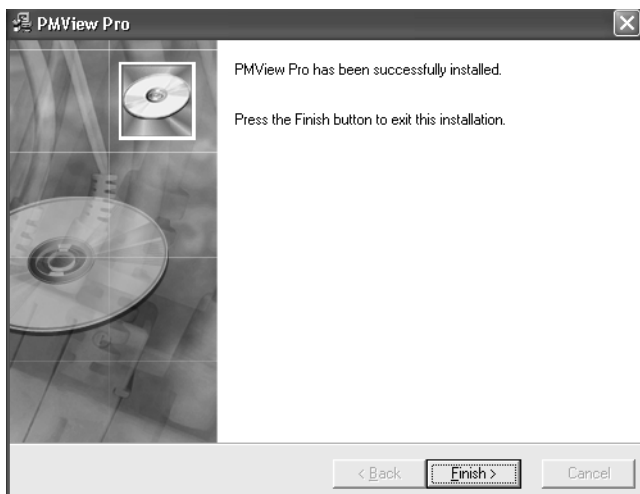 PMView Pro
PMView Pro has been successfully installed.
Press the Finish button to exit this installation.
< Back
Finish >
Cancel